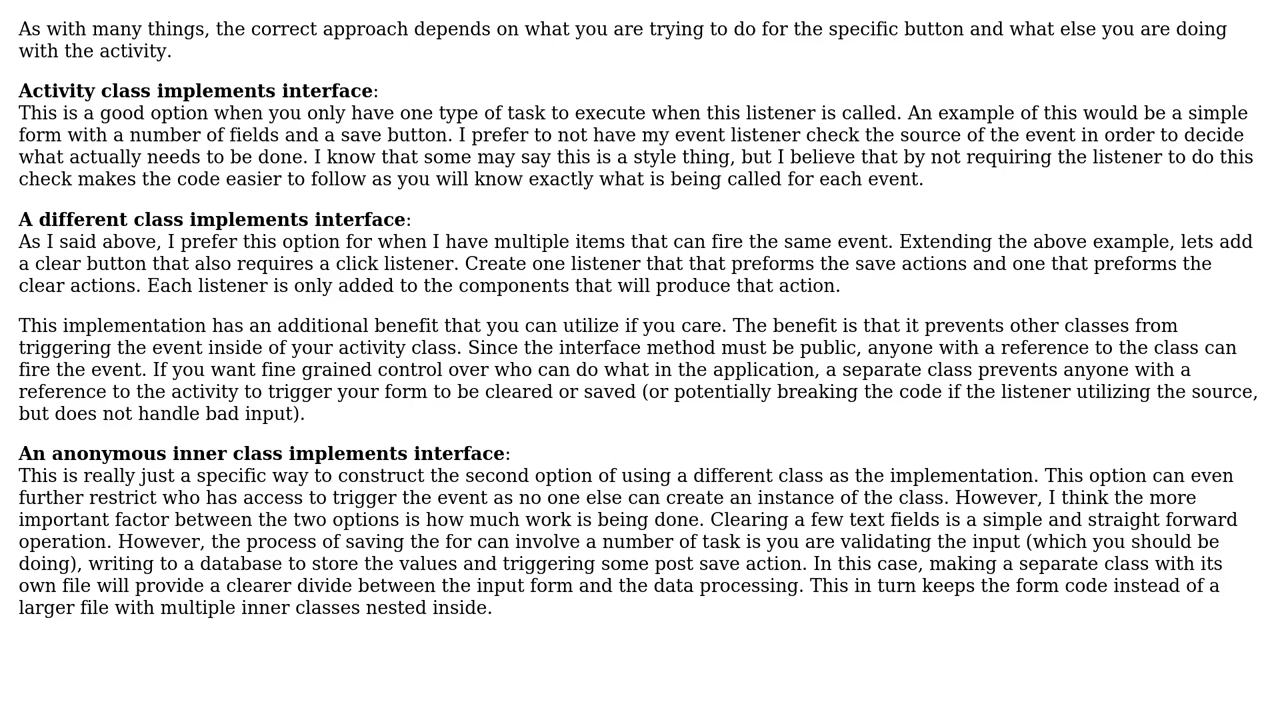 As with many things, the correct approach depends on what you are trying to do for the specific button and what else you are doing
with the activity.
Activity class implements interface:
This is a good option when you only have one type of task to execute when this listener is called. An example of this would be a simple
form with a number of fields and a save button. I prefer to not have my event listener check the source of the event in order to decide
what actually needs to be done. I know that some may say this is a style thing, but I believe that by not requiring the listener to do this
check makes the code easier to follow as you will know exactly what is being called for each event.
A different class implements interface:
As I said above, I prefer this option for when I have multiple items that can fire the same event. Extending the above example, lets add
a clear button that also requires a click listener. Create one listener that that preforms the save actions and one that preforms the
clear actions. Each listener is only added to the components that will produce that action.
This implementation has an additional benefit that you can utilize if you care. The benefit is that it prevents other classes from
triggering the event inside of your activity class. Since the interface method must be public, anyone with a reference to the class can
fire the event. If you want fine grained control over who can do what in the application, a separate class prevents anyone with a
reference to the activity to trigger your form to be cleared or saved (or potentially breaking the code if the listener utilizing the source,
but does not handle bad input).
An anonymous inner class implements interface:
This is really just a specific way to construct the second option of using a different class as the implementation. This option can even
further restrict who has access to trigger the event as no one else can create an instance of the class. However, I think the more
important factor between the two options is how much work is being done. Clearing a few text fields is a simple and straight forward
operation. However, the process of saving the for can involve a number of task is you are validating the input (which you should be
doing), writing to a database to store the values and triggering some post save action. In this case, making a separate class with its
own file will provide a clearer divide between the input form and the data processing. This in turn keeps the form code instead of a
larger file with multiple inner classes nested inside.